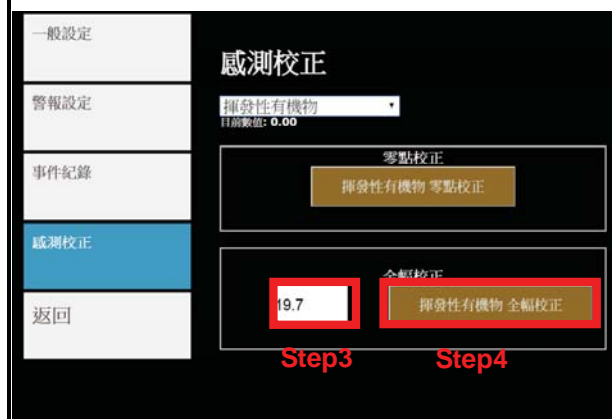 一般設定
警報設定
事件紀錄
感測校正
返回
感測校正
揮發性有機物
目前數值: 0.00
零點校正
揮發性有機物 零點校正
全幅校正
19.7
揮發性有機物 全幅校正
Step3
Step4